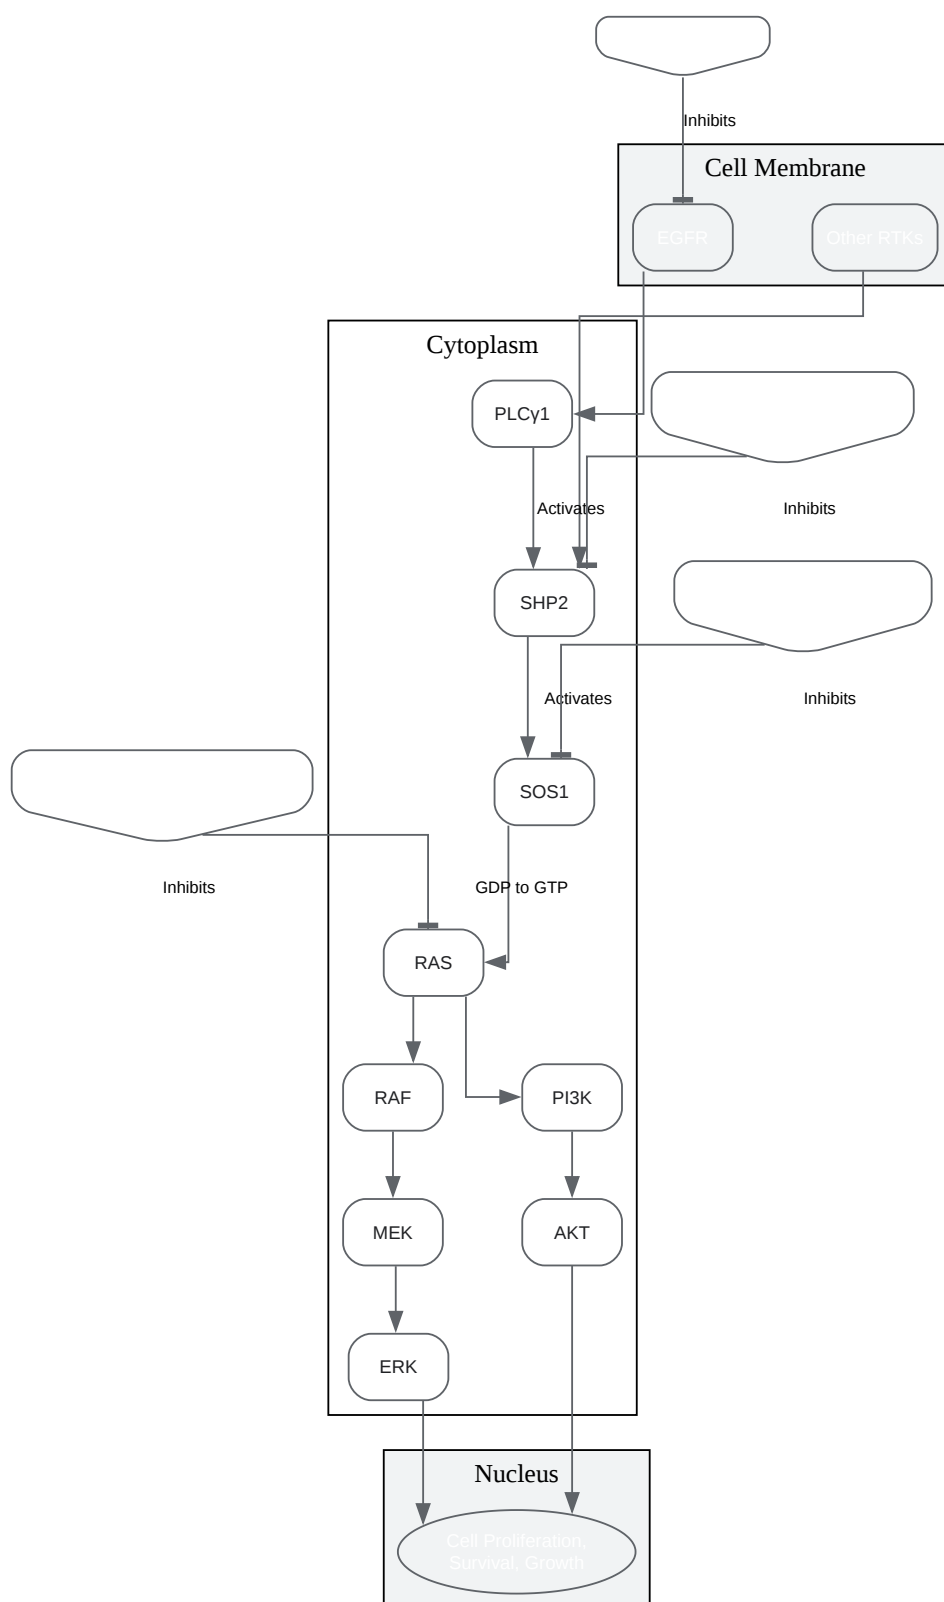 Inhibits
Cell Membrane
EGFR
Other RTKs
Cytoplasm
PLCγ1
Activates
Inhibits
SHP2
Activates
Inhibits
SOS1
Inhibits
GDP to GTP
RAS
RAF
PI3K
MEK
AKT
ERK
Nucleus
Cell Proliferation,
Survival, Growth